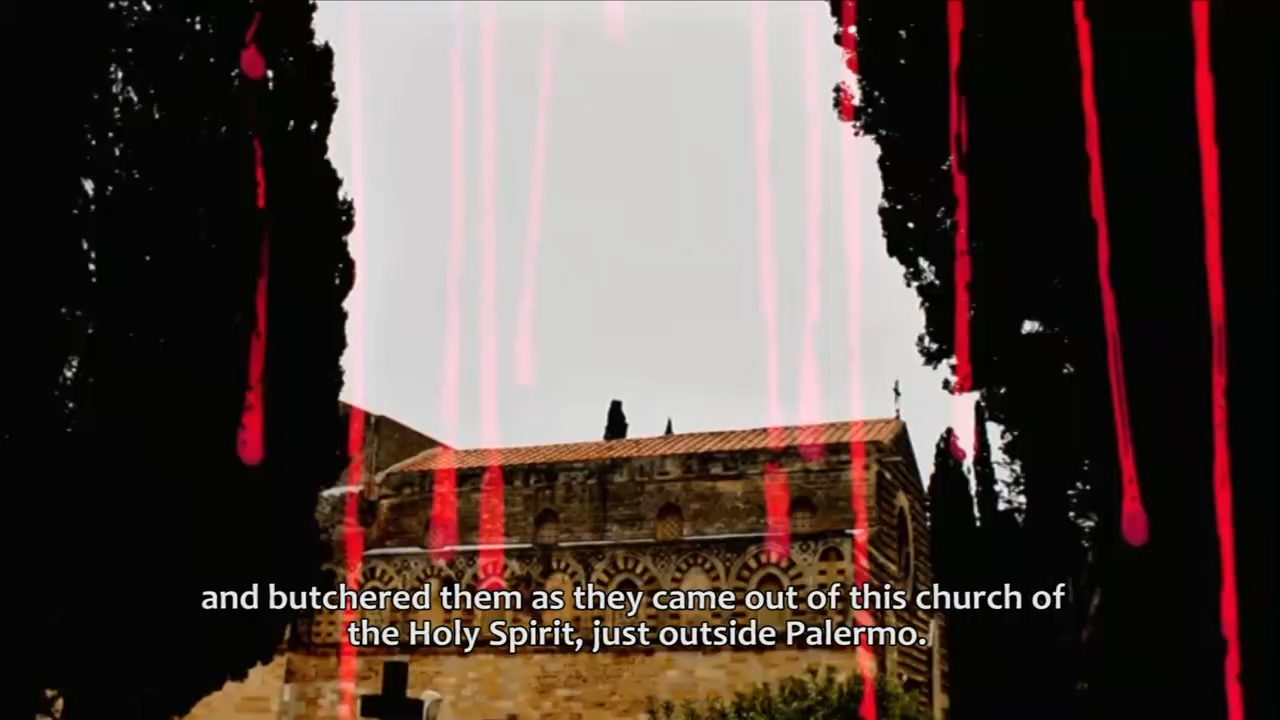 and butchered them as they came out of this church of
the Holy Spirit, just outside Palermo.